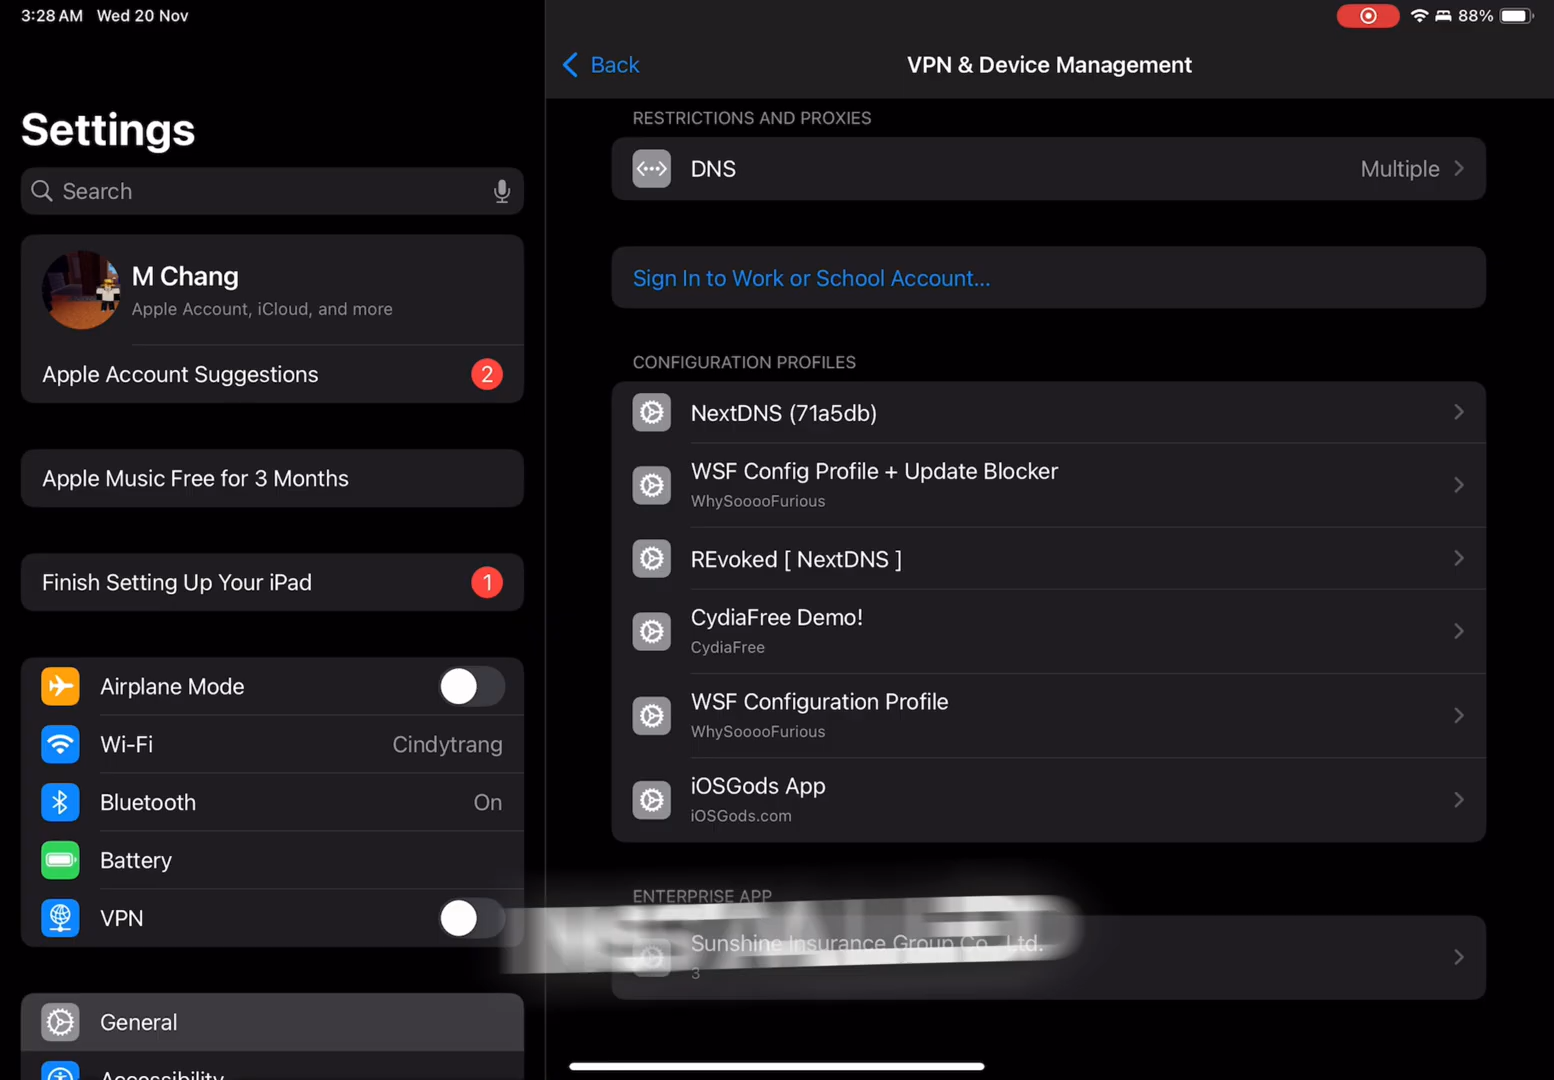 3:28 AM Wed 20 Nov
88%
Settings
Search
M Chang
Apple Account, iCloud, and more
Apple Account Suggestions
2
Apple Music Free for 3 Months
Finish Setting Up Your iPad
1
Airplane Mode
Wi-Fi
Cindytrang
Bluetooth
On
Battery
VPN
General
Accessibility
Back
VPN & Device Management
RESTRICTIONS AND PROXIES
DNS
Multiple
Sign In to Work or School Account...
CONFIGURATION PROFILES
NextDNS (71a5db)
WSF Config Profile + Update Blocker
WhySooooFurious
REvoked [ NextDNS ]
CydiaFree Demo!
CydiaFree
WSF Configuration Profile
WhySooooFurious
iOSGods App
iOSGods.com
ENTERPRISE APP
Sunshine Insurance Group Co., Ltd.
3